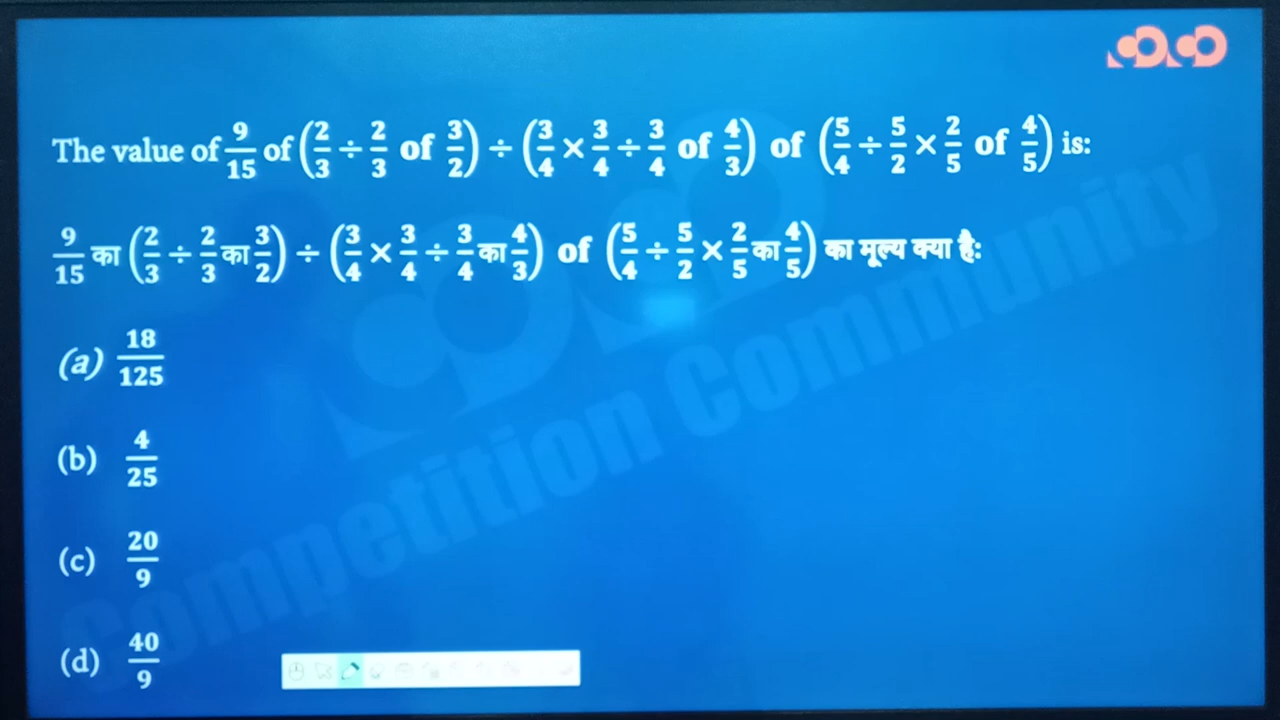 The value of 9/15 of (2/3 ÷ 2/3 of 3/2) ÷ (3/4 × 3/4 ÷ 3/4 of 4/3) of (5/4 ÷ 5/2 × 2/5 of 4/5) is:
9/15 का (2/3 ÷ 2/3 का 3/2) ÷ (3/4 × 3/4 ÷ 3/4 का 4/3) of (5/4 ÷ 5/2 × 2/5 का 4/5) का मूल्य क्या है:
(a) 18/125
(b) 4/25
(c) 20/9
(d) 40/9
Competition Community